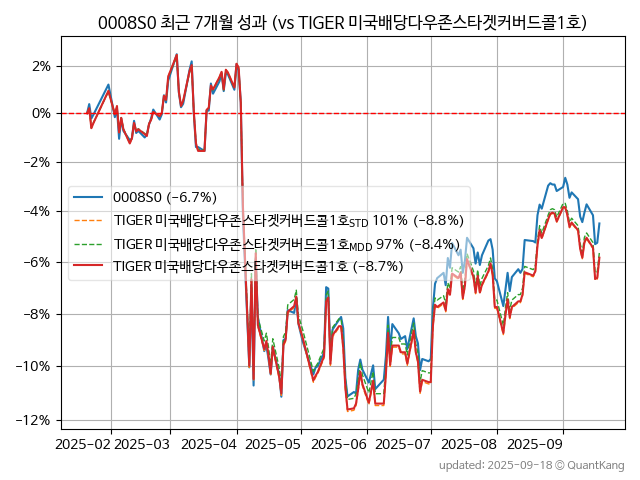 0008S0 최근 7개월 성과 (vs TIGER 미국배당다우존스타겟커버드콜1호)
2%
0%
−2%
−4%
−6%
−8%
−10%
−12%
0008S0 (−6.7%)
TIGER 미국배당다우존스타겟커버드콜1호STD 101% (−8.8%)
TIGER 미국배당다우존스타겟커버드콜1호MDD 97% (−8.4%)
TIGER 미국배당다우존스타겟커버드콜1호 (−8.7%)
2025-02 2025-03 2025-04 2025-05 2025-06 2025-07 2025-08 2025-09
updated: 2025-09-18 © QuantKang